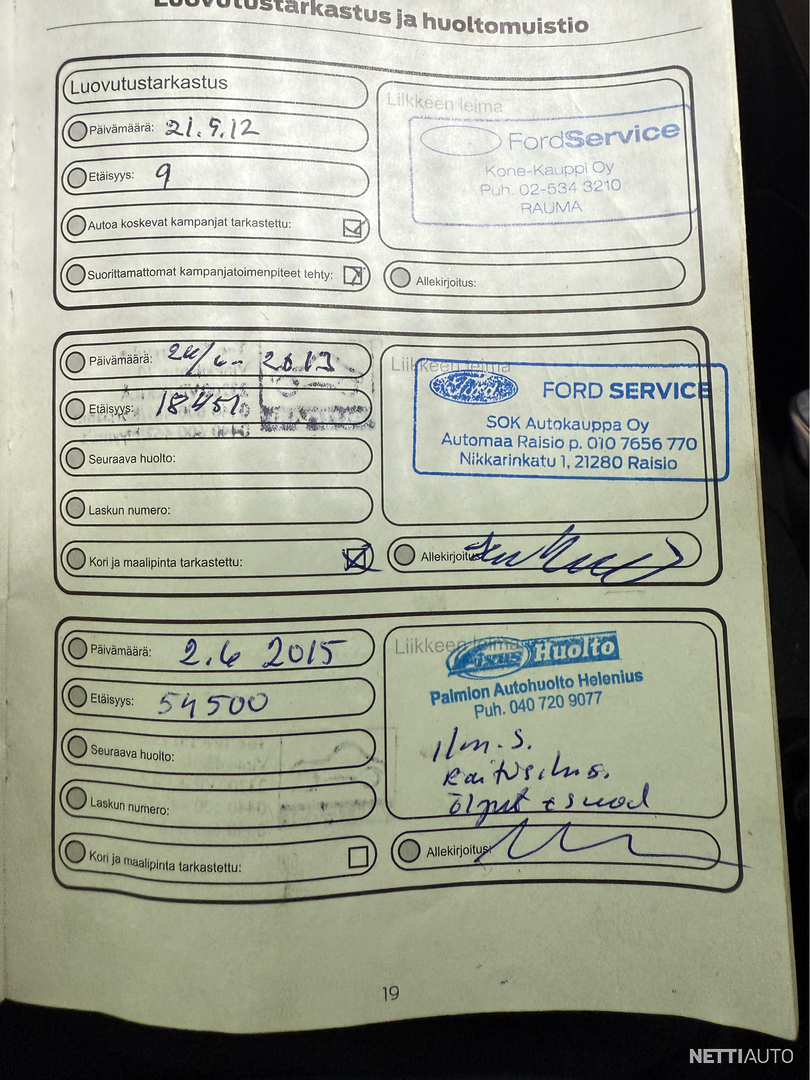 Luovutustarkastus ja huoltomuistio
Luovutustarkastus
Päivämäärä: 21.5.12
Etäisyys: 9
Autoa koskevat kampanjat tarkastettu:
Suorittamattomat kampanjatoimenpiteet tehty:
Liikkeen leima
FordService
Kone-Kauppi Oy
Puh. 02-534 3210
RAUMA
Allekirjoitus:
Päivämäärä: 2013
Etäisyys: 18451
Seuraava huolto:
Laskun numero:
Kori ja maalipinta tarkastettu:
Liikkeen leima
Ford FORD SERVICE
SOK Autokauppa Oy
Automaa Raisio p. 010 7656 770
Nikkarinkatu 1, 21280 Raisio
Allekirjoitus:
Päivämäärä: 2.6 2015
Etäisyys: 54500
Seuraava huolto:
Laskun numero:
Kori ja maalipinta tarkastettu:
Liikkeen leima
Fixus Huolto
Palmion Autohuolto Helenius
Puh. 040 720 9077
Ilm. S.
Allekirjoitus:
19
NETTIAUTO